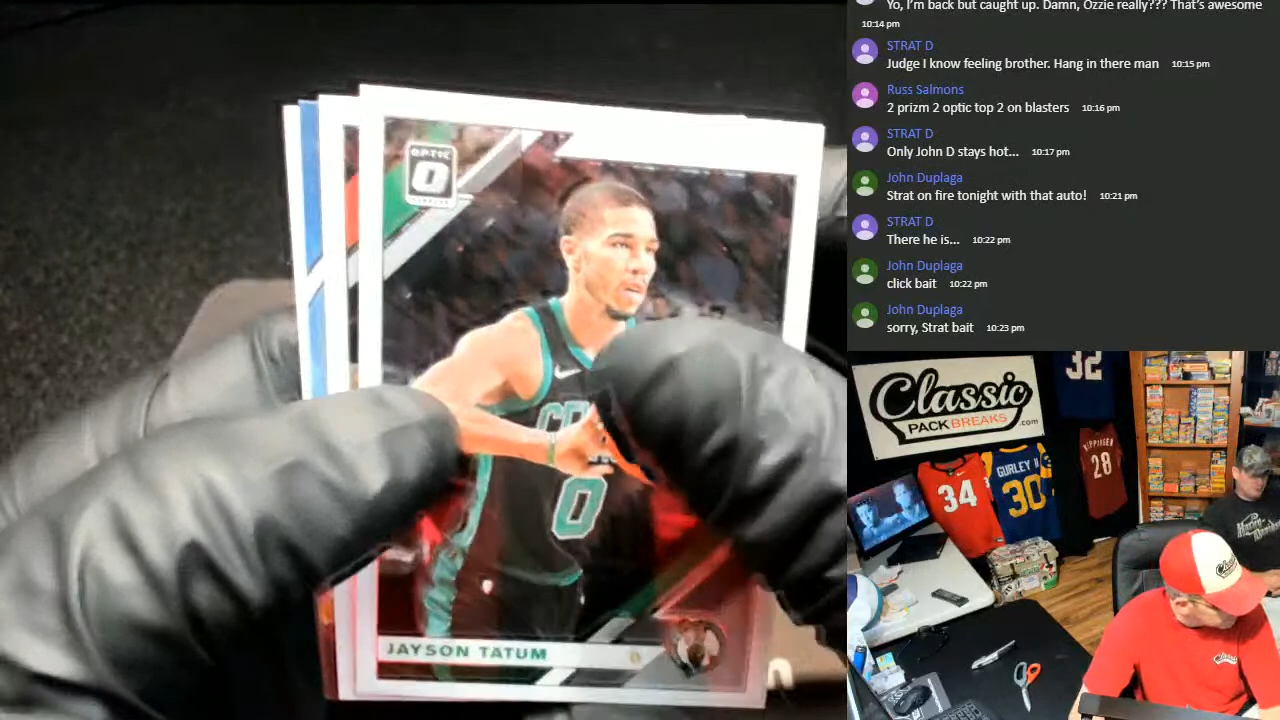 Yo, I'm back but caught up. Damn, Ozzie really??? That's awesome
10:14 pm
STRAT D
Judge I know feeling brother. Hang in there man 10:15 pm
Russ Salmons
2 prizm 2 optic top 2 on blasters 10:16 pm
STRAT D
Only John D stays hot... 10:17 pm
John Duplaga
Strat on fire tonight with that auto! 10:21 pm
STRAT D
There he is... 10:22 pm
John Duplaga
click bait 10:22 pm
John Duplaga
sorry, Strat bait 10:23 pm
OPTIC
0
JAYSON TATUM
Classic
PACK BREAKS.com
32
34
GURLEY II
30
28